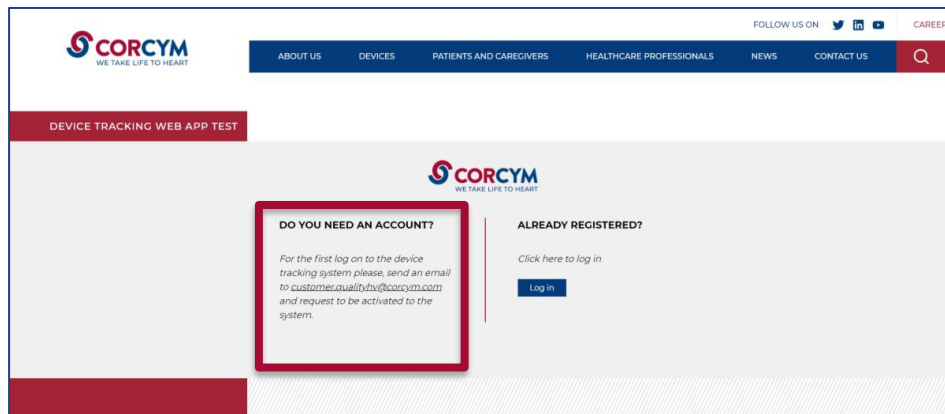 FOLLOW US ON
CAREER
CORCYM
WE TAKE LIFE TO HEART
ABOUT US DEVICES PATIENTS AND CAREGIVERS HEALTHCARE PROFESSIONALS NEWS CONTACT US
DEVICE TRACKING WEB APP TEST
CORCYM
WE TAKE LIFE TO HEART
DO YOU NEED AN ACCOUNT?
For the first log on to the device
tracking system please, send an email
to customer.qualityhv@corcym.com
and request to be activated to the
system.
ALREADY REGISTERED?
Click here to log in
Log in